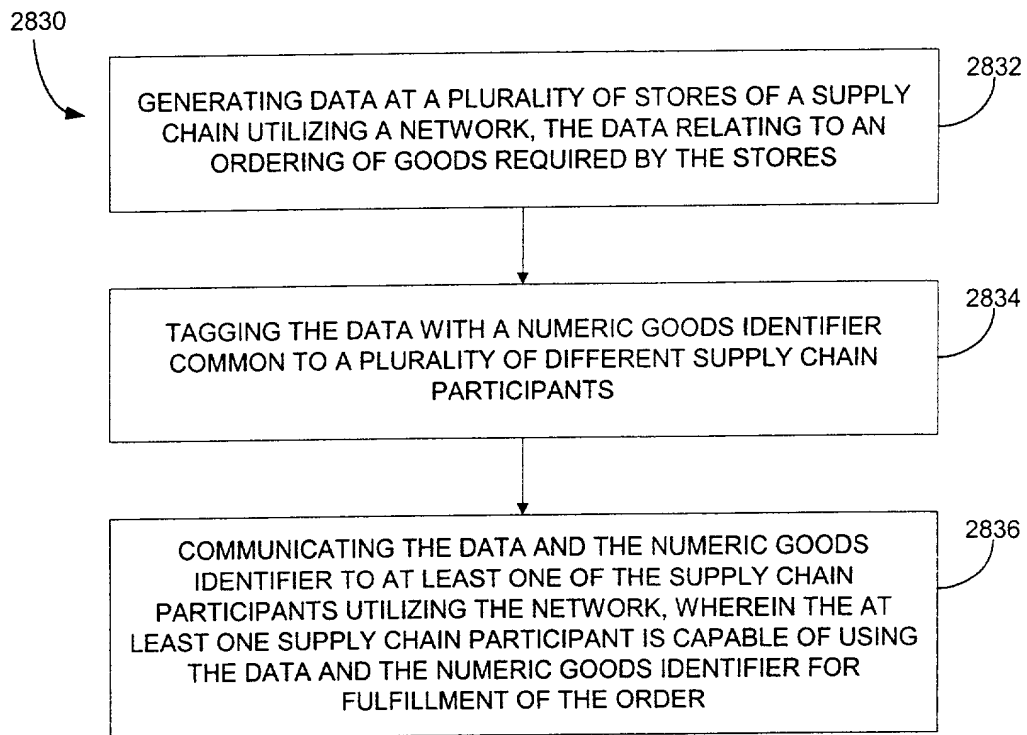 2830
2832
GENERATING DATA AT A PLURALITY OF STORES OF A SUPPLY
CHAIN UTILIZING A NETWORK, THE DATA RELATING TO AN
ORDERING OF GOODS REQUIRED BY THE STORES
2834
TAGGING THE DATA WITH A NUMERIC GOODS IDENTIFIER
COMMON TO A PLURALITY OF DIFFERENT SUPPLY CHAIN
PARTICIPANTS
2836
COMMUNICATING THE DATA AND THE NUMERIC GOODS
IDENTIFIER TO AT LEAST ONE OF THE SUPPLY CHAIN
PARTICIPANTS UTILIZING THE NETWORK, WHEREIN THE AT
LEAST ONE SUPPLY CHAIN PARTICIPANT IS CAPABLE OF USING
THE DATA AND THE NUMERIC GOODS IDENTIFIER FOR
FULFILLMENT OF THE ORDER